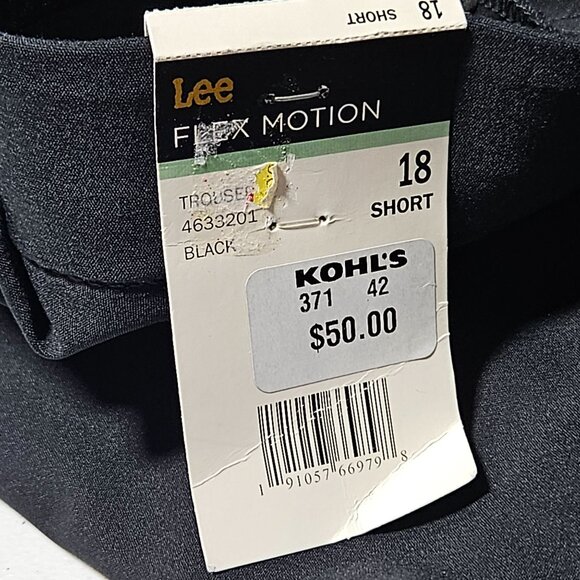 18 SHORT
Lee
FLEX MOTION
TROUSER
4633201
BLACK
18
SHORT
KOHL'S
371 42
$50.00
1 91057 66979 8